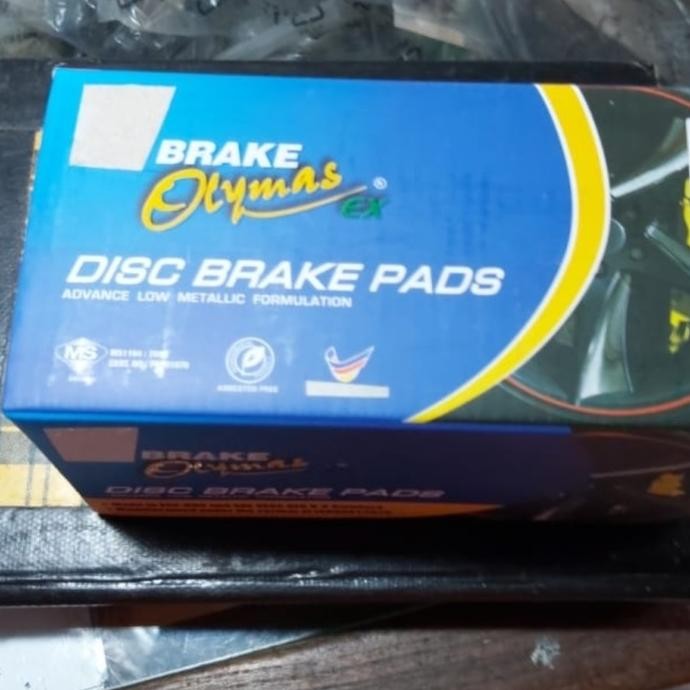 BRAKE
Olymas ®
EX
DISC BRAKE PADS
ADVANCE LOW METALLIC FORMULATION
MS
ASBESTOS FREE
BRAKE
Olymas
DISC BRAKE PADS